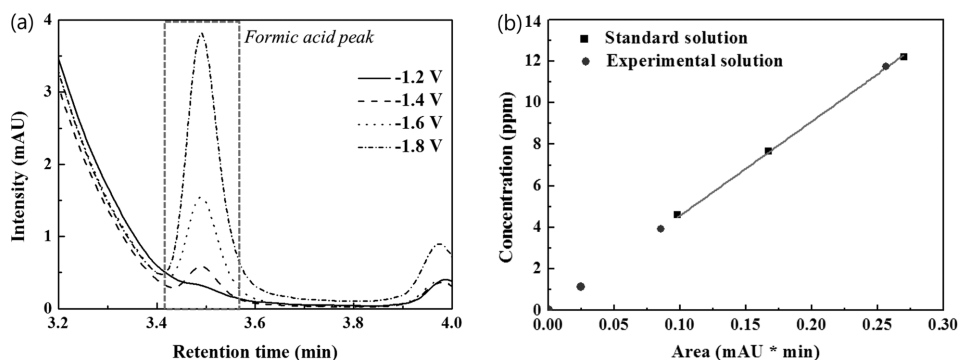 (a)
4
3
2
1
0
Intensity (mAU)
Formic acid peak
-1.2 V
-1.4 V
-1.6 V
-1.8 V
3.2
3.4
3.6
3.8
4.0
Retention time (min)
(b)
14
12
10
8
6
4
2
0
Concentration (ppm)
Standard solution
Experimental solution
0.00
0.05
0.10
0.15
0.20
0.25
0.30
Area (mAU * min)